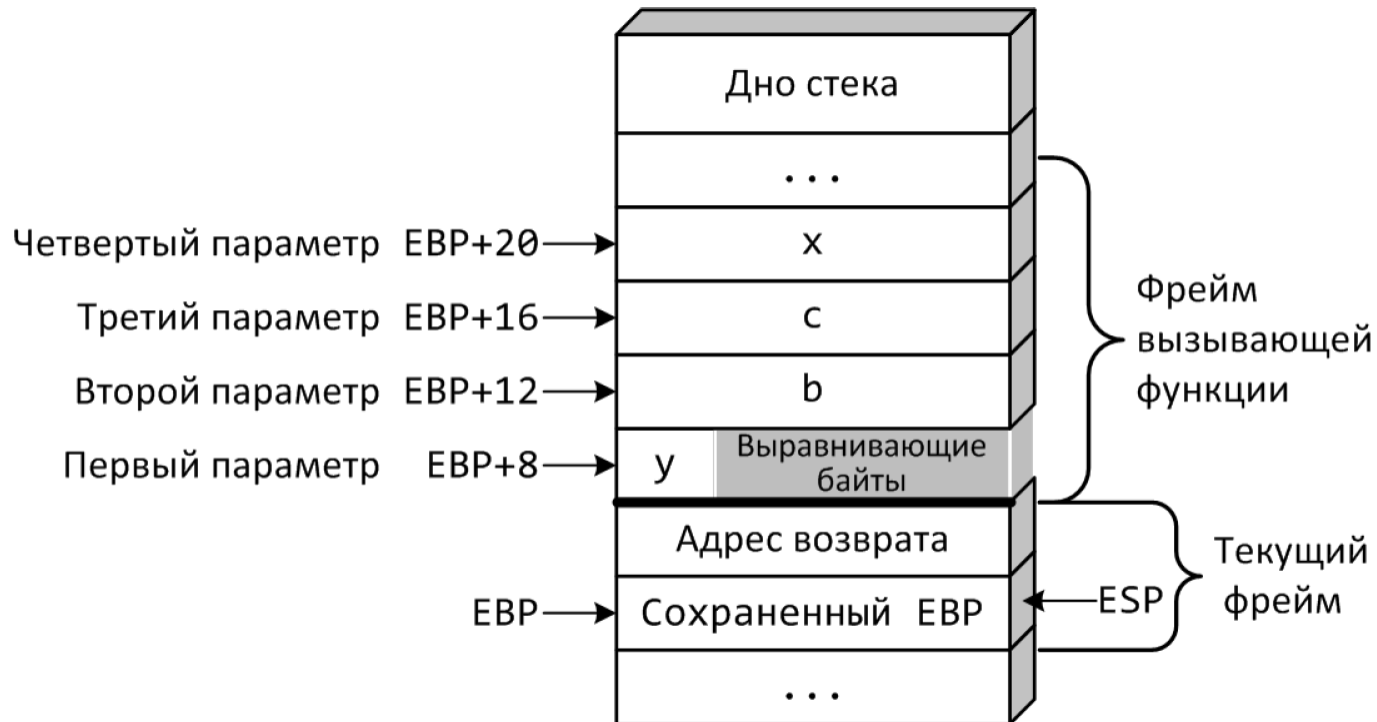 Дно стека
...
Четвертый параметр EBP+20
x
Третий параметр EBP+16
c
Фрейм
вызывающей
функции
Второй параметр EBP+12
b
Первый параметр EBP+8
y
Выравнивающие
байты
Адрес возврата
Текущий
фрейм
EBP
Сохраненный EBP
ESP
...